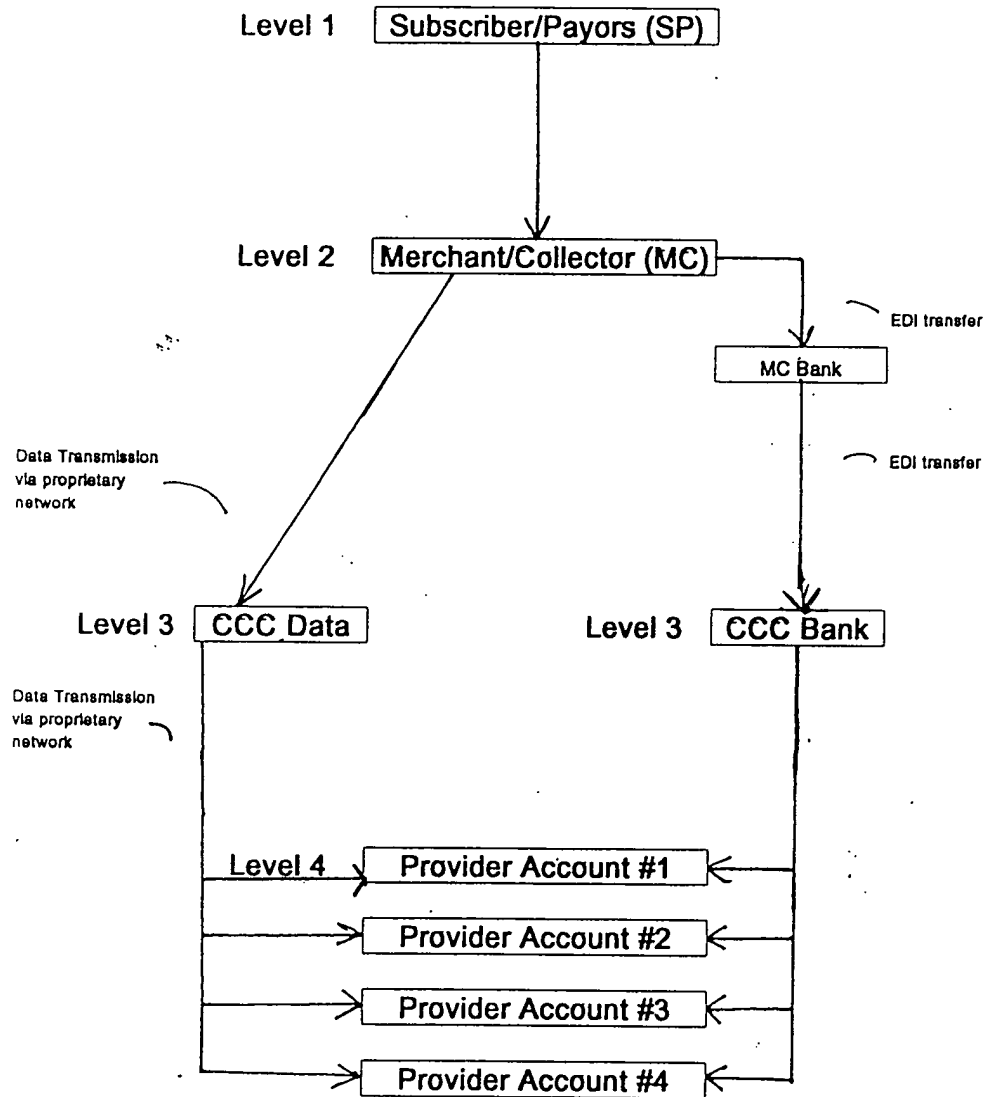 Level 1 Subscriber/Payors (SP)
Level 2 Merchant/Collector (MC)
EDI transfer
MC Bank
EDI transfer
Data Transmission
via proprietary
network
Level 3 CCC Data
Level 3 CCC Bank
Data Transmission
via proprietary
network
Level 4 Provider Account #1
Provider Account #2
Provider Account #3
Provider Account #4